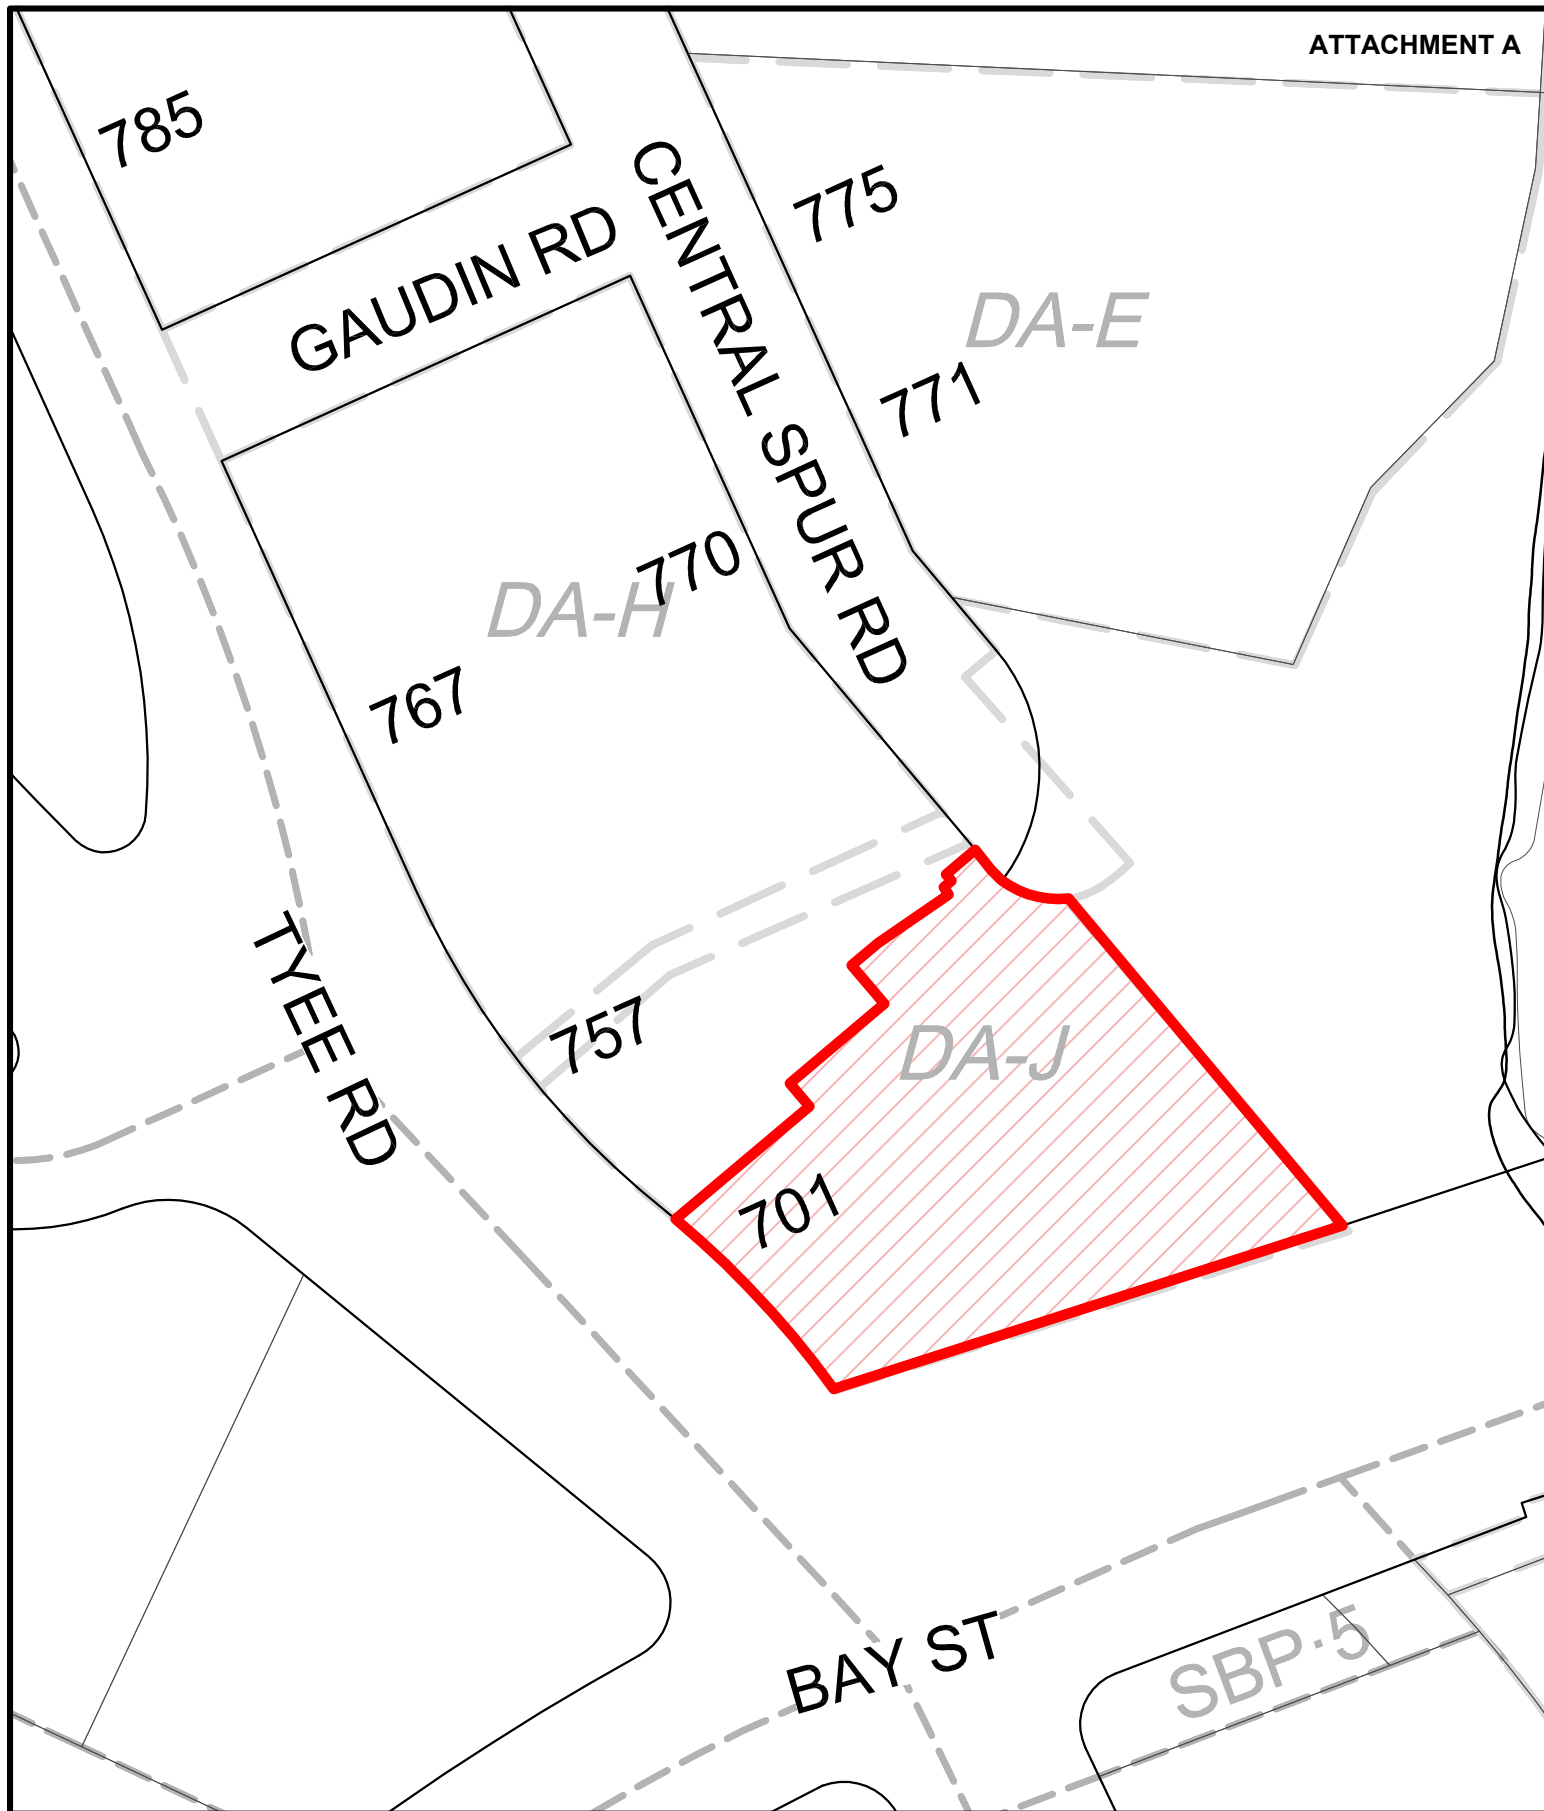 ATTACHMENT A
785
CENTRAL SPUR RD
775
GAUDIN RD
DA-E
771
770
DA-H
767
TYEE RD
757
DA-J
701
BAY ST
SBP-5